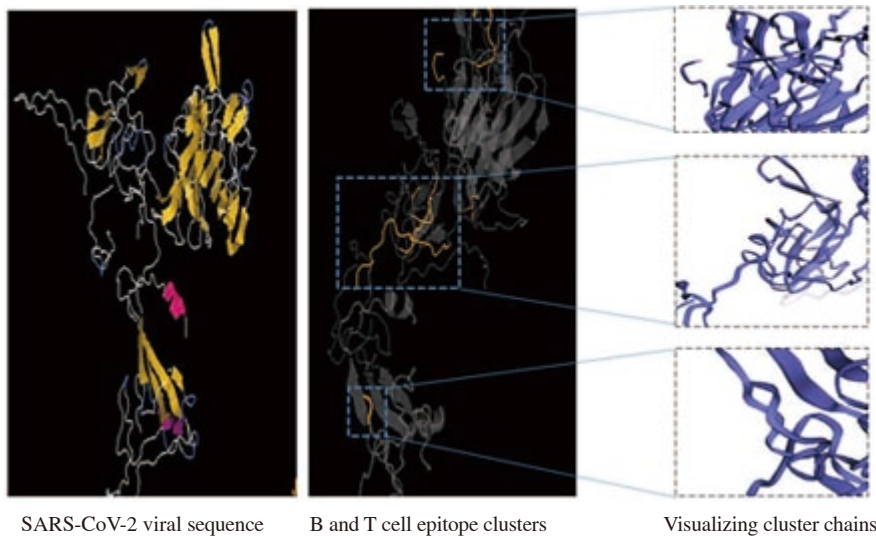 SARS-CoV-2 viral sequence
B and T cell epitope clusters
Visualizing cluster chains